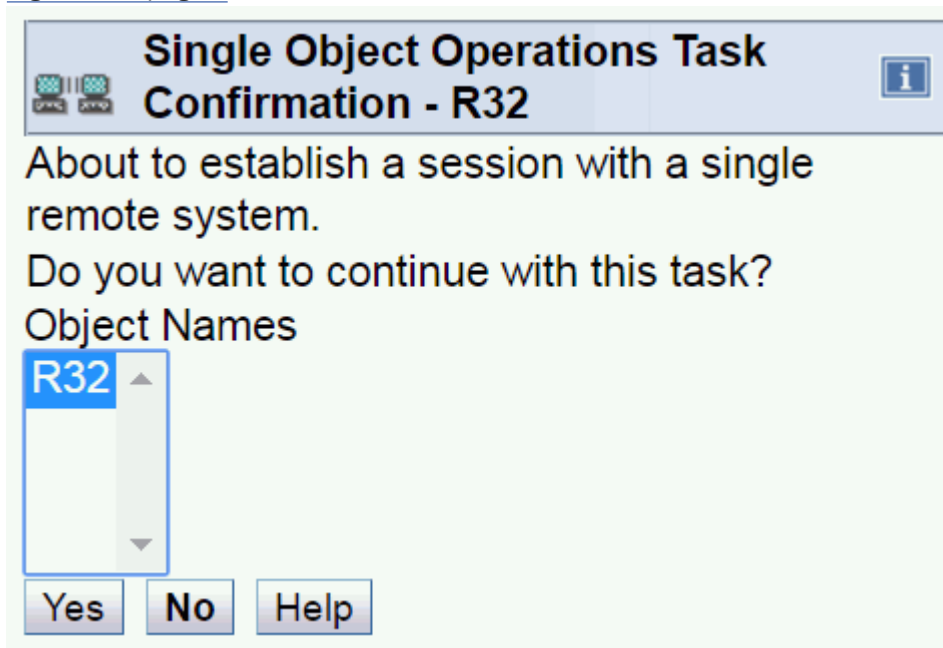 Single Object Operations Task
Confirmation - R32
About to establish a session with a single
remote system.
Do you want to continue with this task?
Object Names
R32
Yes No Help